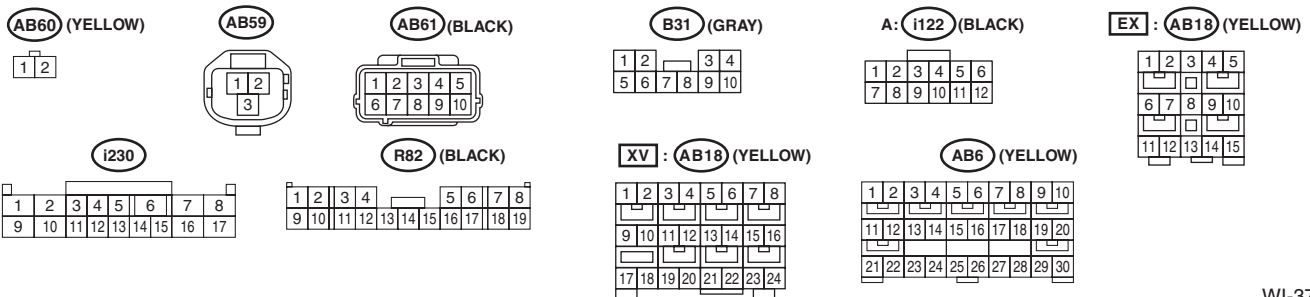 AB60 (YELLOW)
1 2
AB59
1 2
3
AB61 (BLACK)
1 2 3 4 5
6 7 8 9 10
B31 (GRAY)
1 2 3 4
5 6 7 8 9 10
A: i122 (BLACK)
1 2 3 4 5 6
7 8 9 10 11 12
EX : AB18 (YELLOW)
1 2 3 4 5
6 7 8 9 10
11 12 13 14 15
i230
1 2 3 4 5 6 7 8
9 10 11 12 13 14 15 16 17
R82 (BLACK)
1 2 3 4 5 6 7 8
9 10 11 12 13 14 15 16 17 18 19
XV : AB18 (YELLOW)
1 2 3 4 5 6 7 8
9 10 11 12 13 14 15 16
17 18 19 20 21 22 23 24
AB6 (YELLOW)
1 2 3 4 5 6 7 8 9 10
11 12 13 14 15 16 17 18 19 20
21 22 23 24 25 26 27 28 29 30